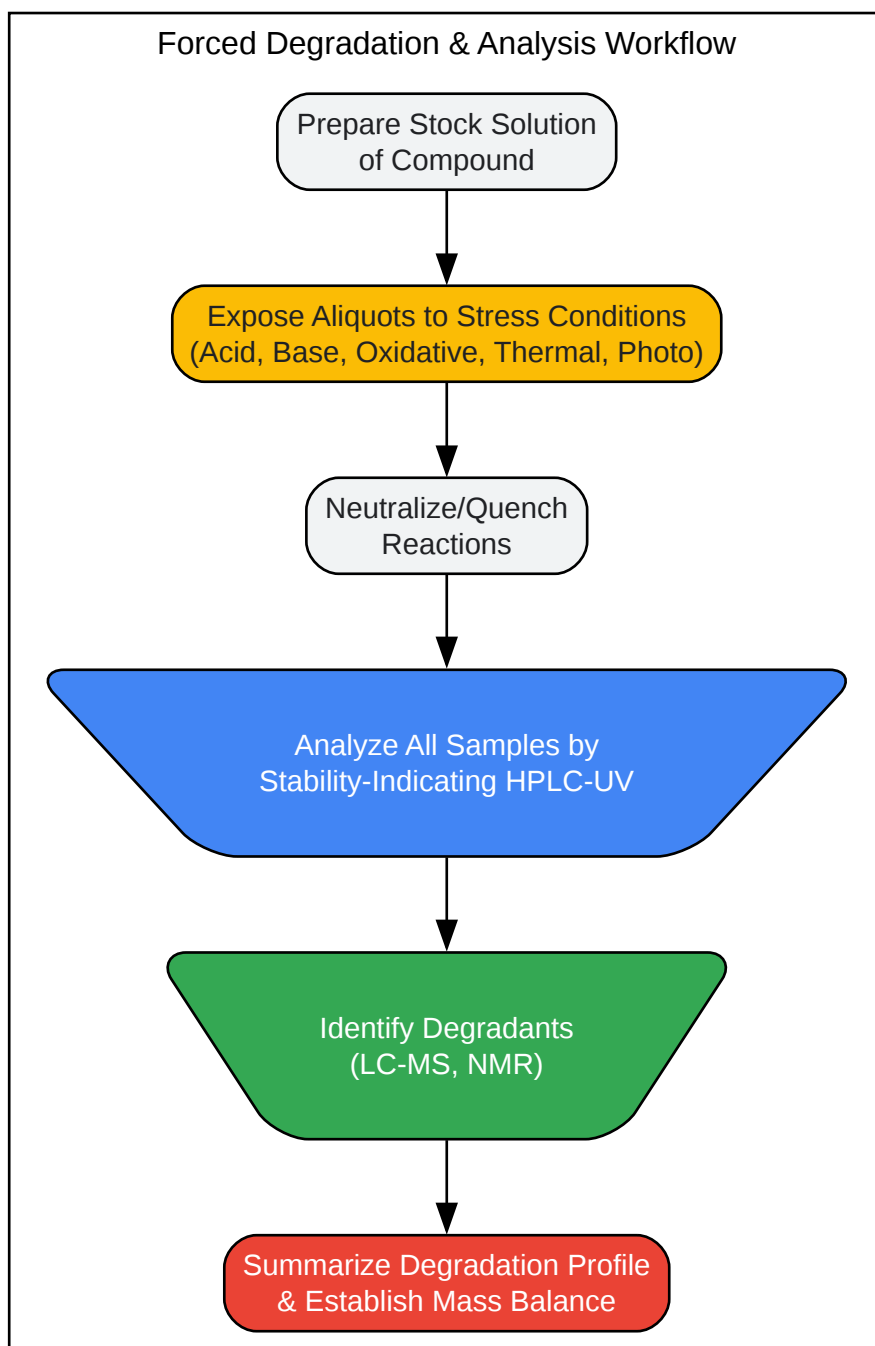 Forced Degradation & Analysis Workflow
Prepare Stock Solution
of Compound
Expose Aliquots to Stress Conditions
(Acid, Base, Oxidative, Thermal, Photo)
Neutralize/Quench
Reactions
Analyze All Samples by
Stability-Indicating HPLC-UV
Identify Degradants
(LC-MS, NMR)
Summarize Degradation Profile
& Establish Mass Balance